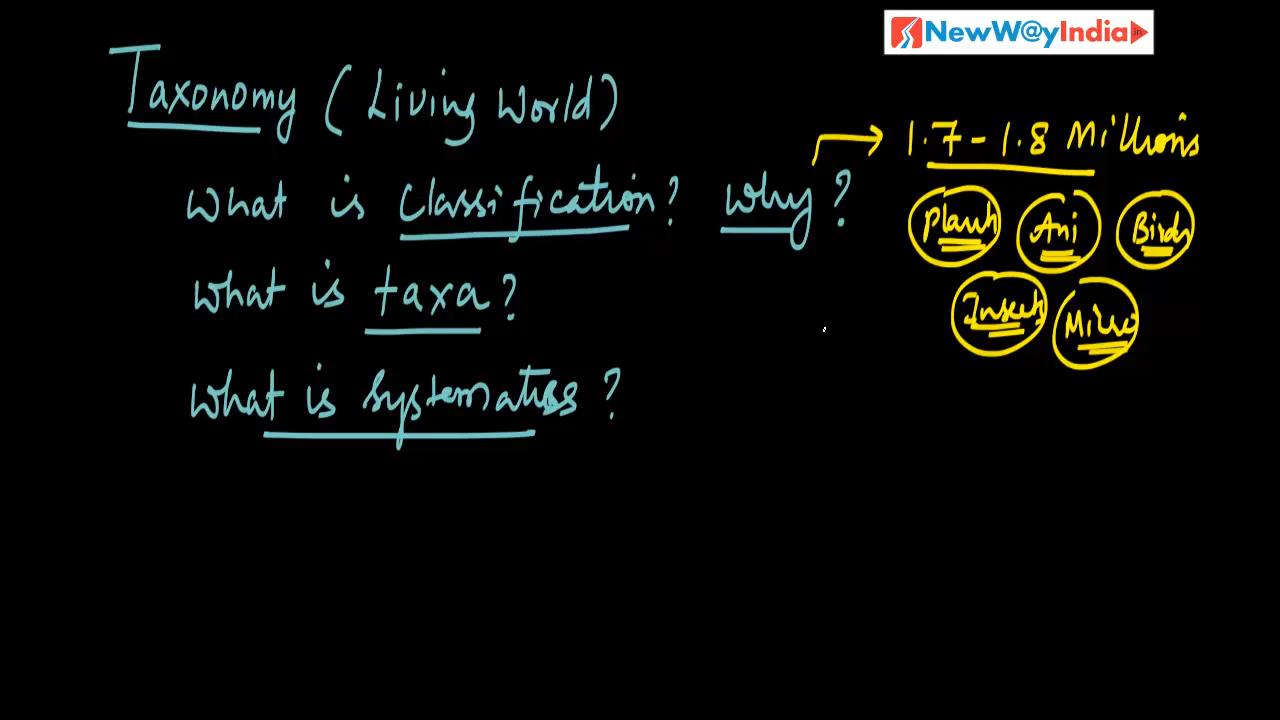 NewW@yIndia.in
Taxonomy (Living World)
What is classification? why?
1.7 - 1.8 Millions
Plants Ani Birds
Insects Micro
What is taxa?
What is systematics?